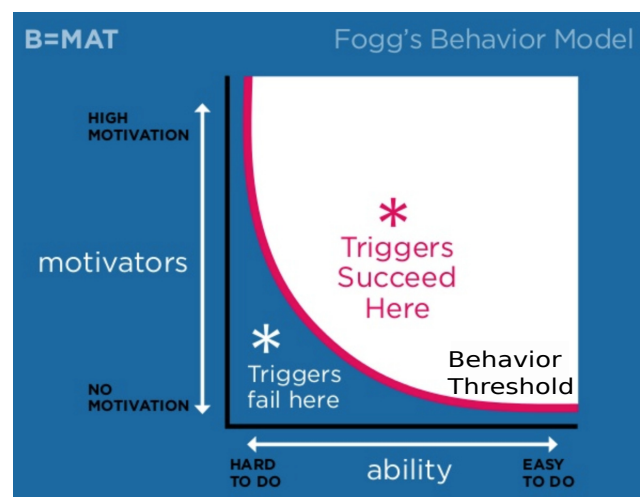 B=MAT
Fogg's Behavior Model
HIGH
MOTIVATION
motivators
NO
MOTIVATION
*
Triggers
Succeed
Here
*
Triggers
fail here
Behavior
Threshold
HARD
TO DO
ability
EASY
TO DO